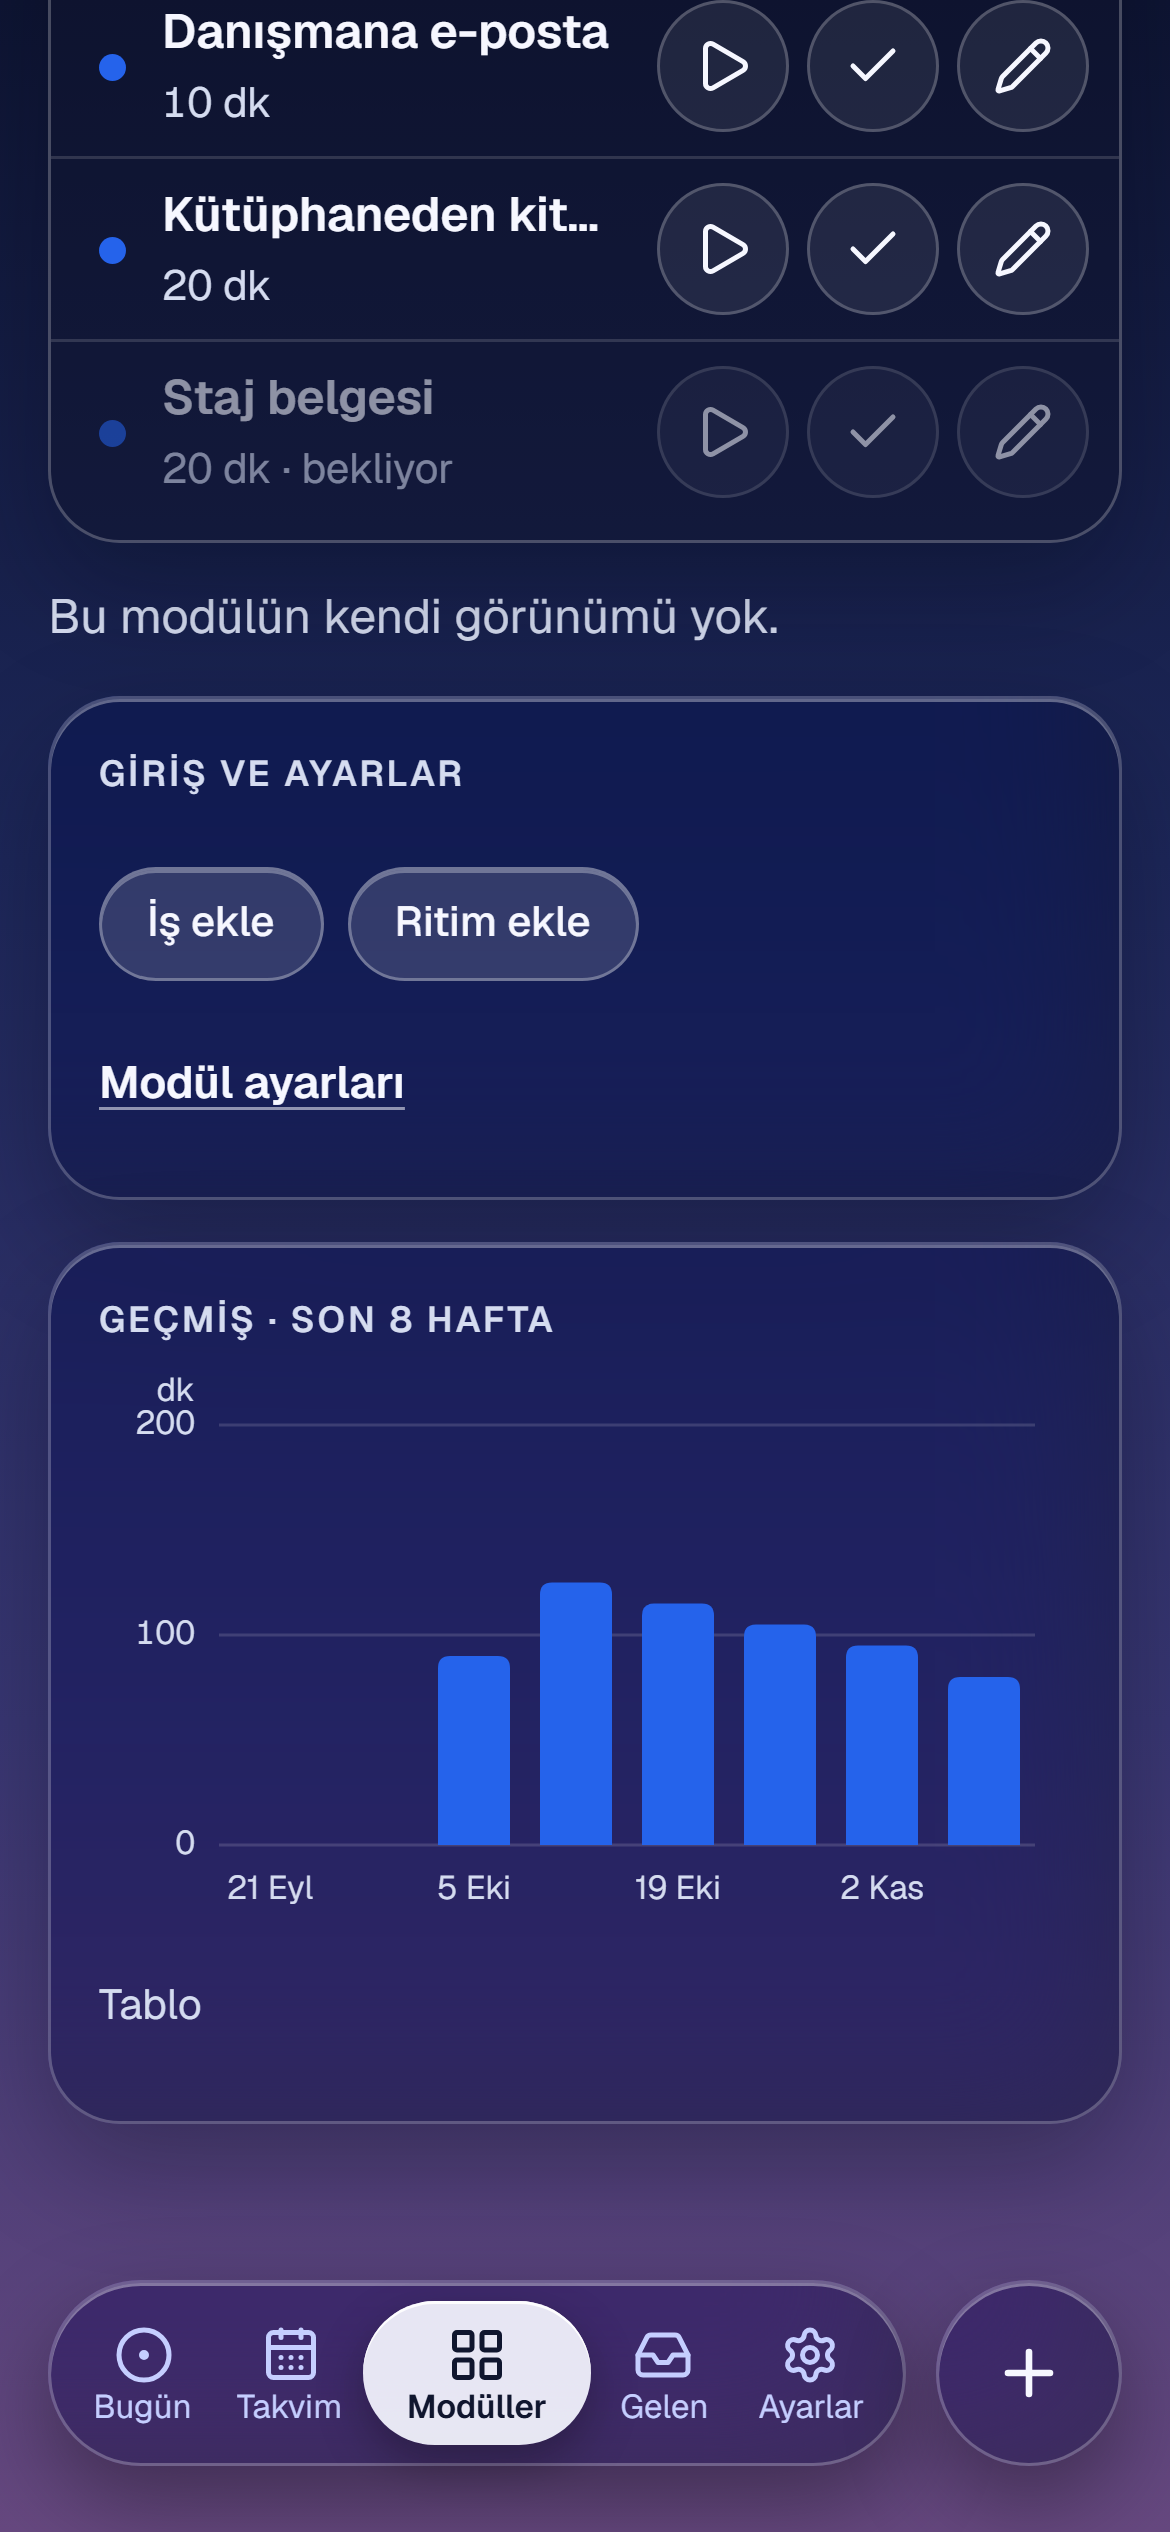 Danışmana e-posta
10 dk
Kütüphaneden kit...
20 dk
Staj belgesi
20 dk · bekliyor
Bu modülün kendi görünümü yok.
GİRİŞ VE AYARLAR
İş ekle
Ritim ekle
Modül ayarları
GEÇMİŞ · SON 8 HAFTA
dk
200
100
0
21 Eyl
5 Eki
19 Eki
2 Kas
Tablo
Bugün
Takvim
Modüller
Gelen
Ayarlar